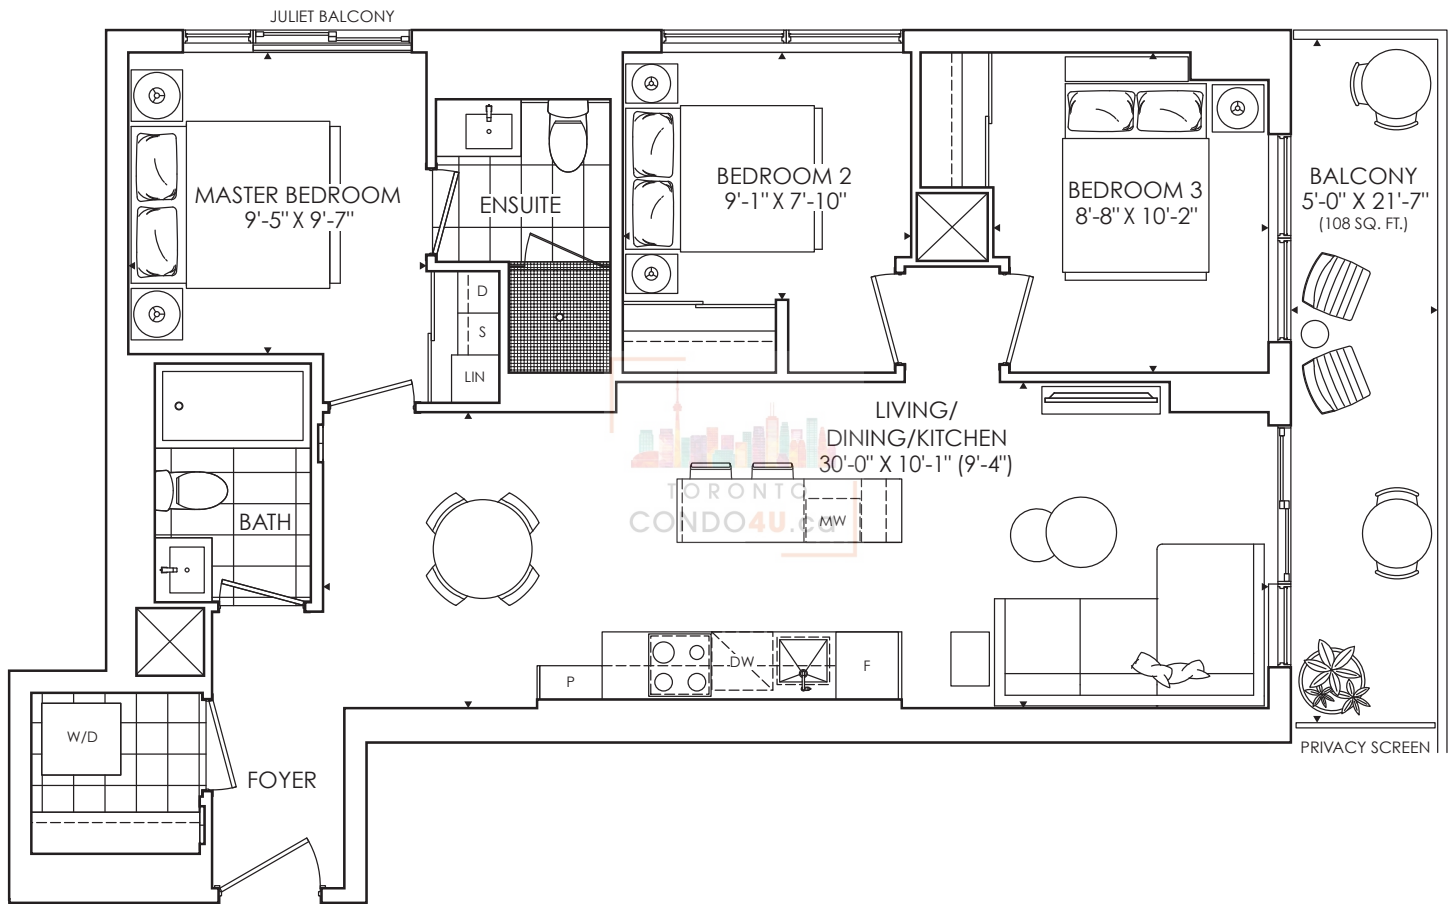 JULIET BALCONY
MASTER BEDROOM
9'-5" X 9'-7"
ENSUITE
D
S
LIN
BEDROOM 2
9'-1" X 7'-10"
BEDROOM 3
8'-8" X 10'-2"
BALCONY
5'-0" X 21'-7"
(108 SQ. FT.)
LIVING/
DINING/KITCHEN
30'-0" X 10'-1" (9'-4")
TORONTO
CONDO4U.ca
MW
BATH
P
DW
F
W/D
FOYER
PRIVACY SCREEN